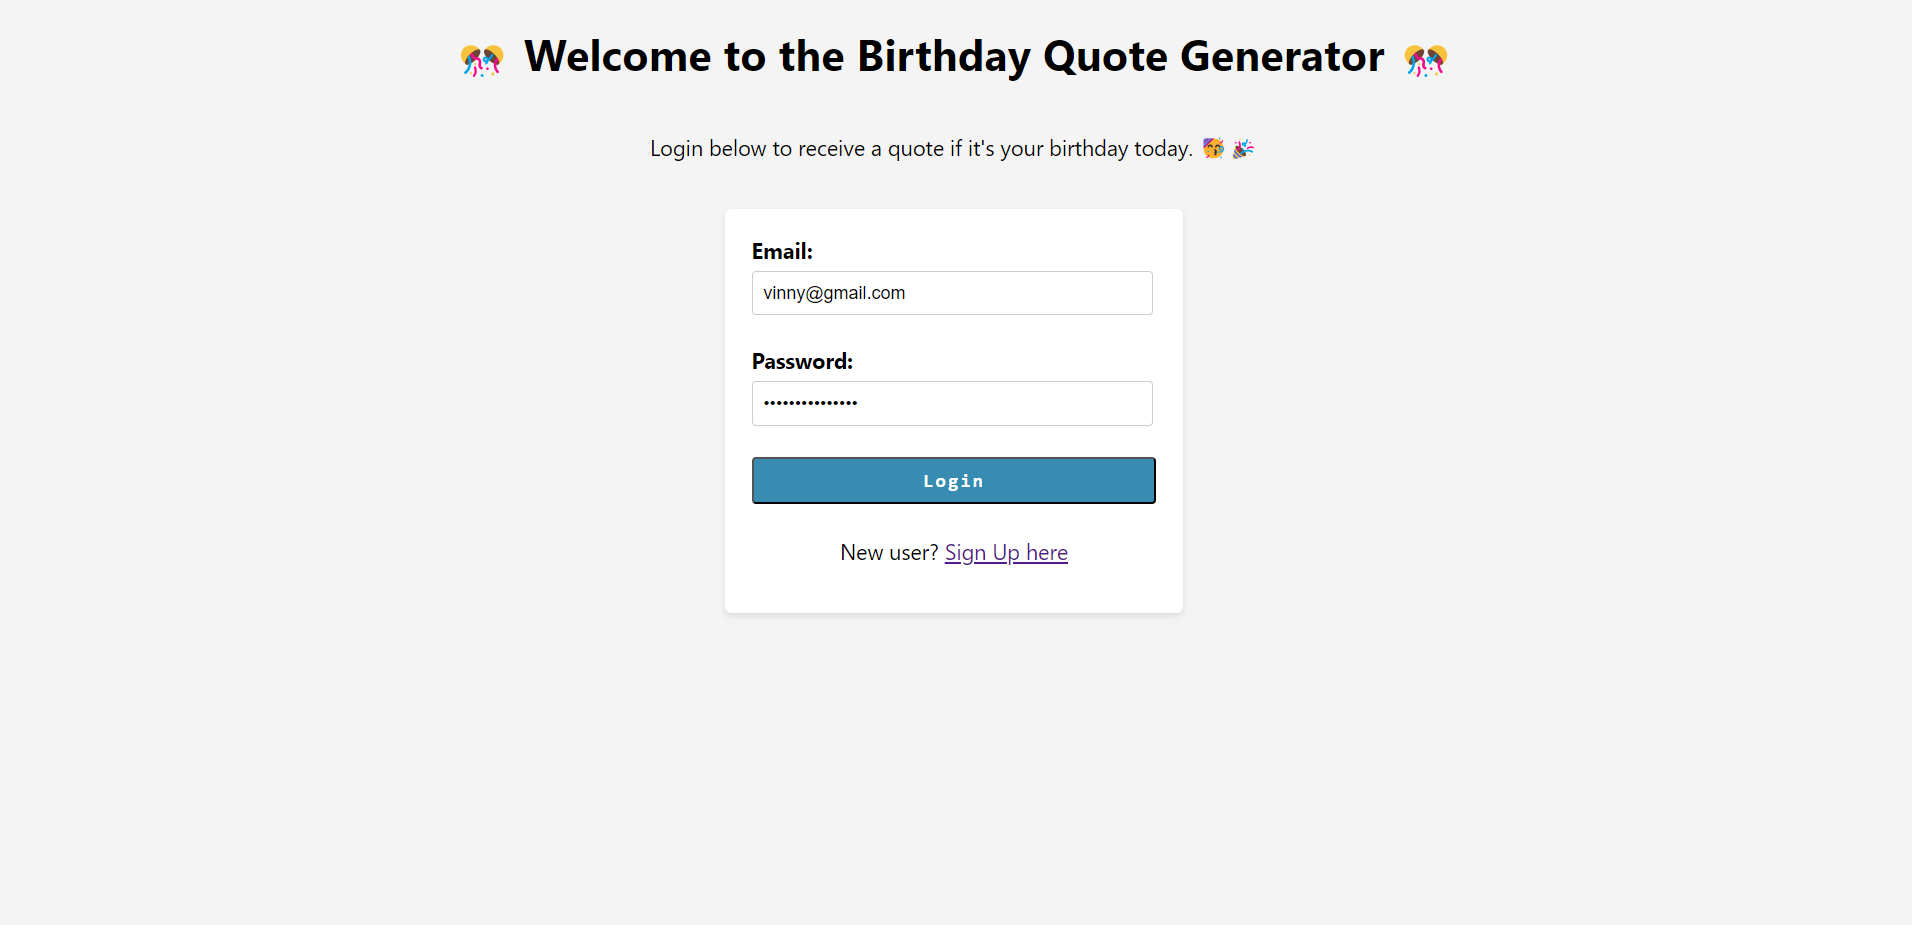 🎊 Welcome to the Birthday Quote Generator 🎊
Login below to receive a quote if it's your birthday today. 🥳 🎉
Email:
vinny@gmail.com
Password:
•••••••••••••••
Login
New user? Sign Up here